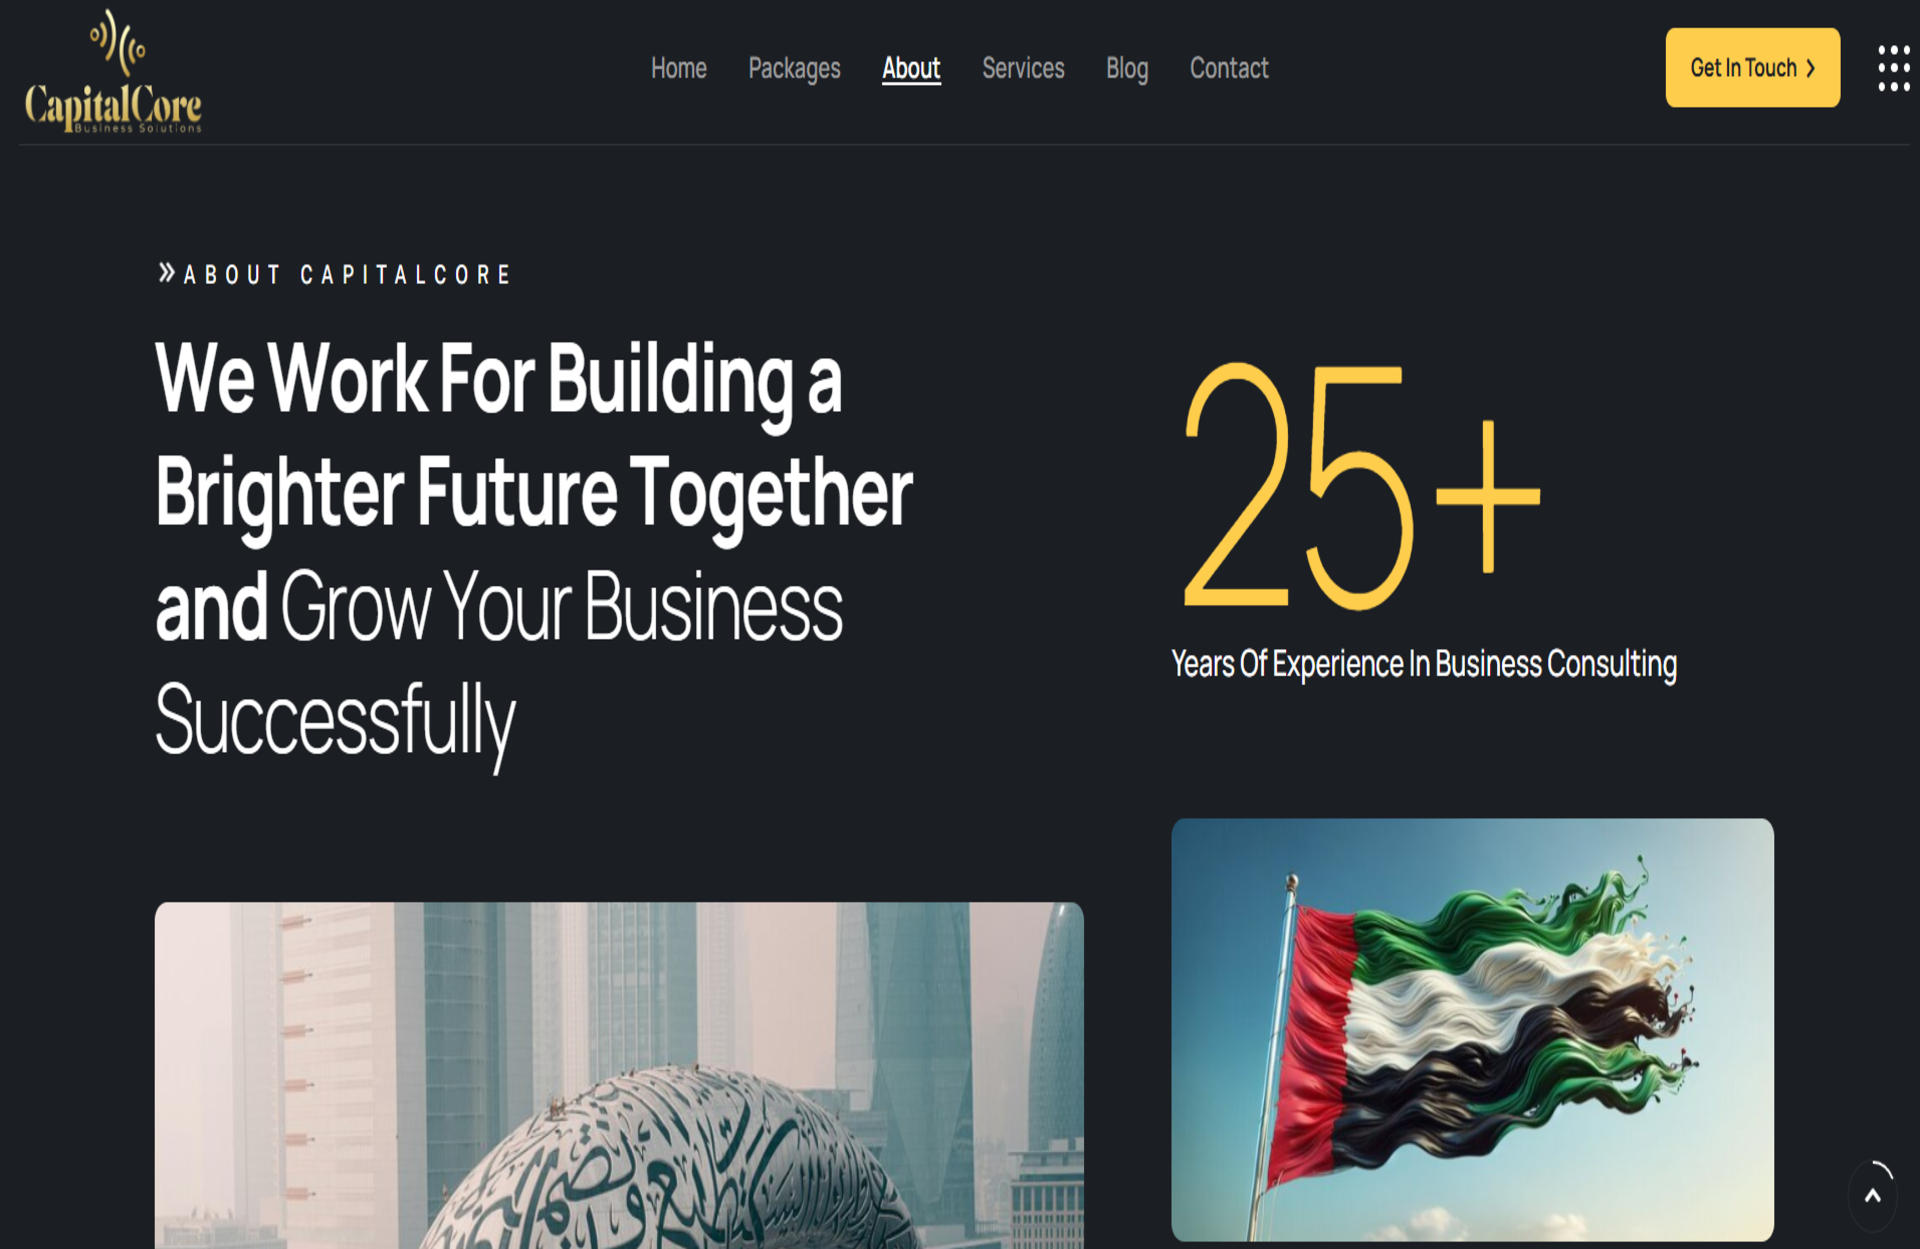 CapitalCore
Business Solutions
Home Packages About Services Blog Contact
Get In Touch
ABOUT CAPITALCORE
We Work For Building a
Brighter Future Together
and Grow Your Business
Successfully
25+
Years Of Experience In Business Consulting